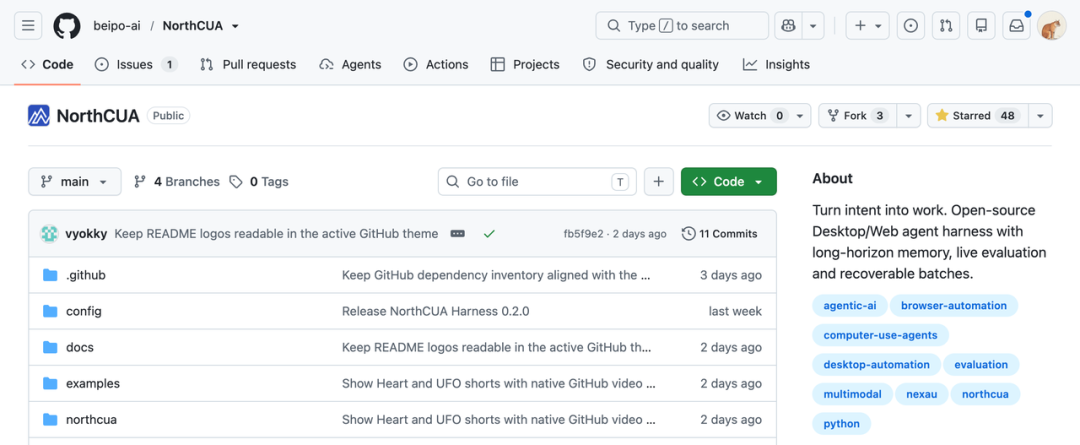 beipo-ai / NorthCUA
Type / to search
Code
Issues 1
Pull requests
Agents
Actions
Projects
Security and quality
Insights
NorthCUA Public
Watch 0
Fork 3
Starred 48
main
4 Branches
0 Tags
Go to file T
Code
vyokky Keep README logos readable in the active GitHub theme fb5f9e2 · 2 days ago 11 Commits
.github Keep GitHub dependency inventory aligned with the ... 3 days ago
config Release NorthCUA Harness 0.2.0 last week
docs Keep README logos readable in the active GitHub th... 2 days ago
examples Show Heart and UFO shorts with native GitHub video ... 2 days ago
northcua Show Heart and UFO shorts with native GitHub video ... 2 days ago
About
Turn intent into work. Open-source
Desktop/Web agent harness with
long-horizon memory, live evaluation
and recoverable batches.
agentic-ai browser-automation
computer-use-agents
desktop-automation evaluation
multimodal nexau northcua
python